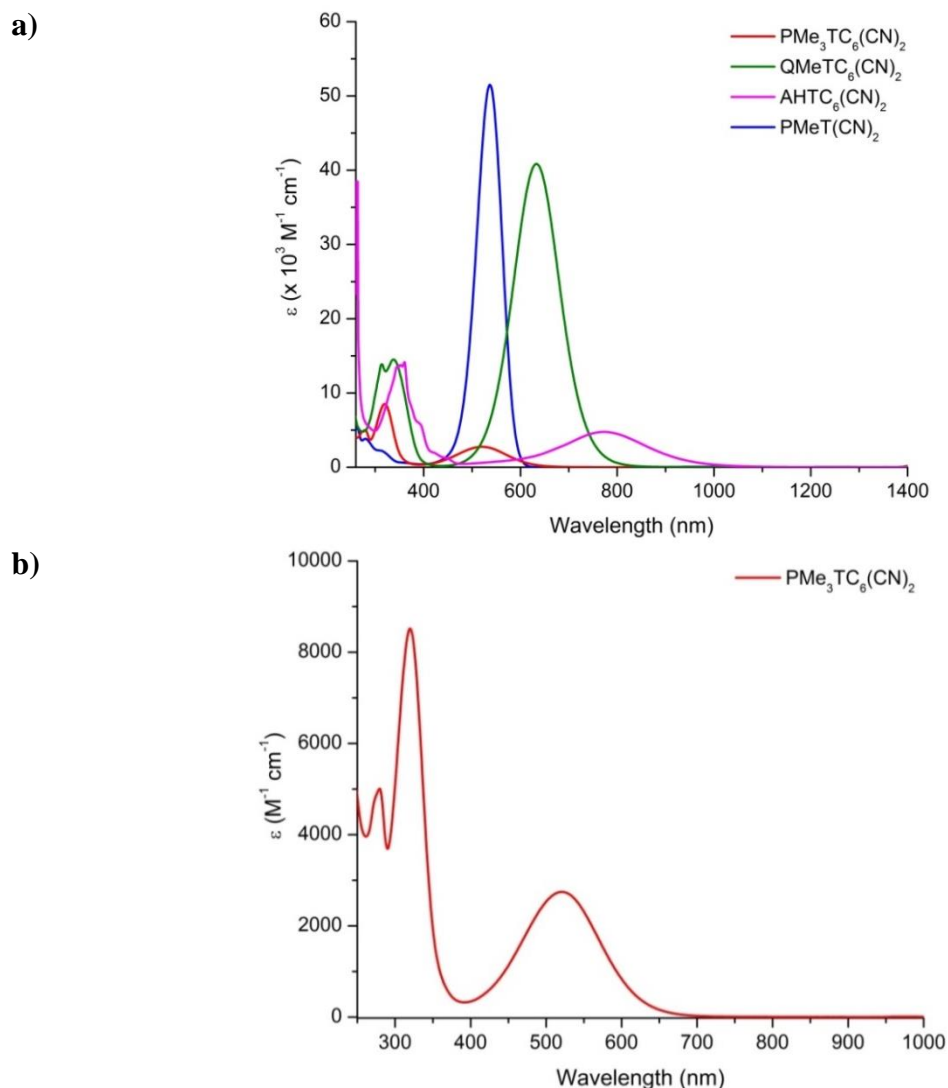 a)
60
50
40
30
20
10
0
ε (x 10³ M⁻¹ cm⁻¹)
PMe₃TC₆(CN)₂
QMeTC₆(CN)₂
AHTC₆(CN)₂
PMeT(CN)₂
400 600 800 1000 1200 1400
Wavelength (nm)
b)
10000
8000
6000
4000
2000
0
ε (M⁻¹ cm⁻¹)
PMe₃TC₆(CN)₂
300 400 500 600 700 800 900 1000
Wavelength (nm)